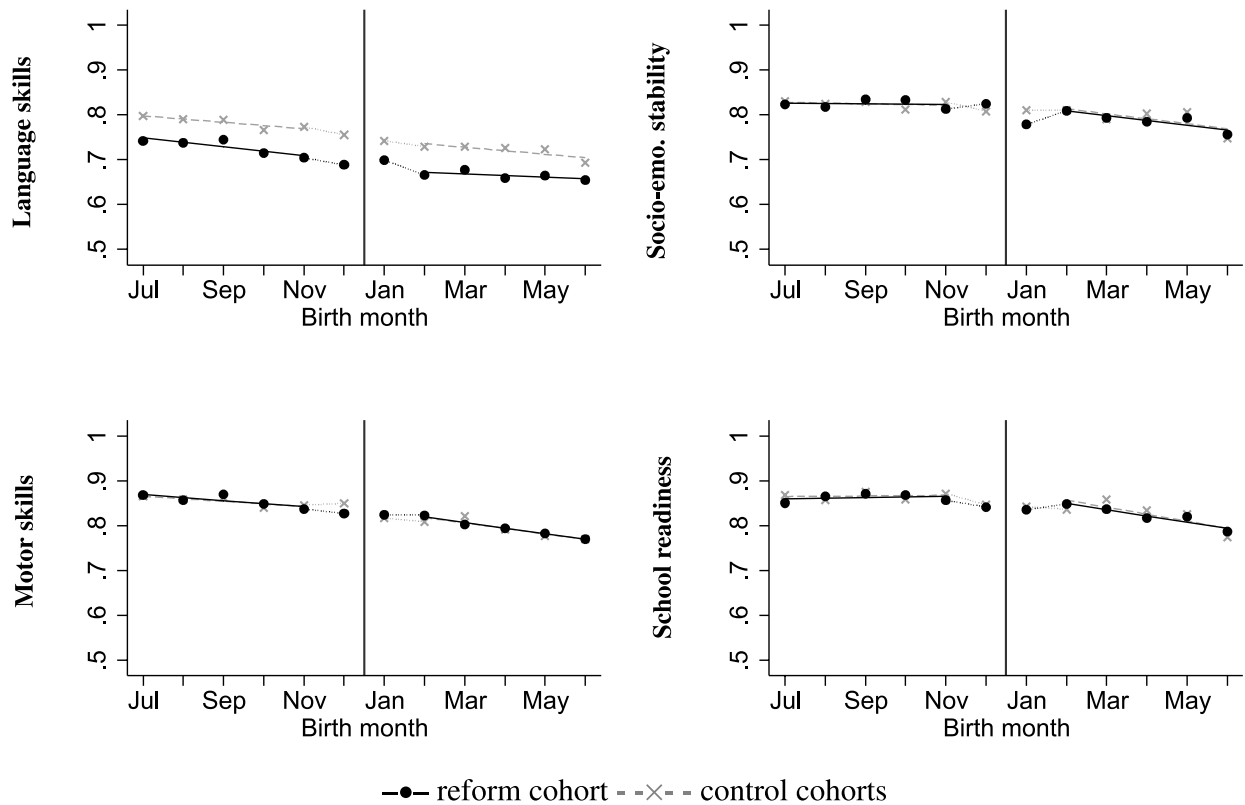 Language skills
1
.9
.8
.7
.6
.5
Jul Sep Nov Jan Mar May
Birth month
Socio-emo. stability
1
.9
.8
.7
.6
.5
Jul Sep Nov Jan Mar May
Birth month
Motor skills
1
.9
.8
.7
.6
.5
Jul Sep Nov Jan Mar May
Birth month
School readiness
1
.9
.8
.7
.6
.5
Jul Sep Nov Jan Mar May
Birth month
reform cohort control cohorts